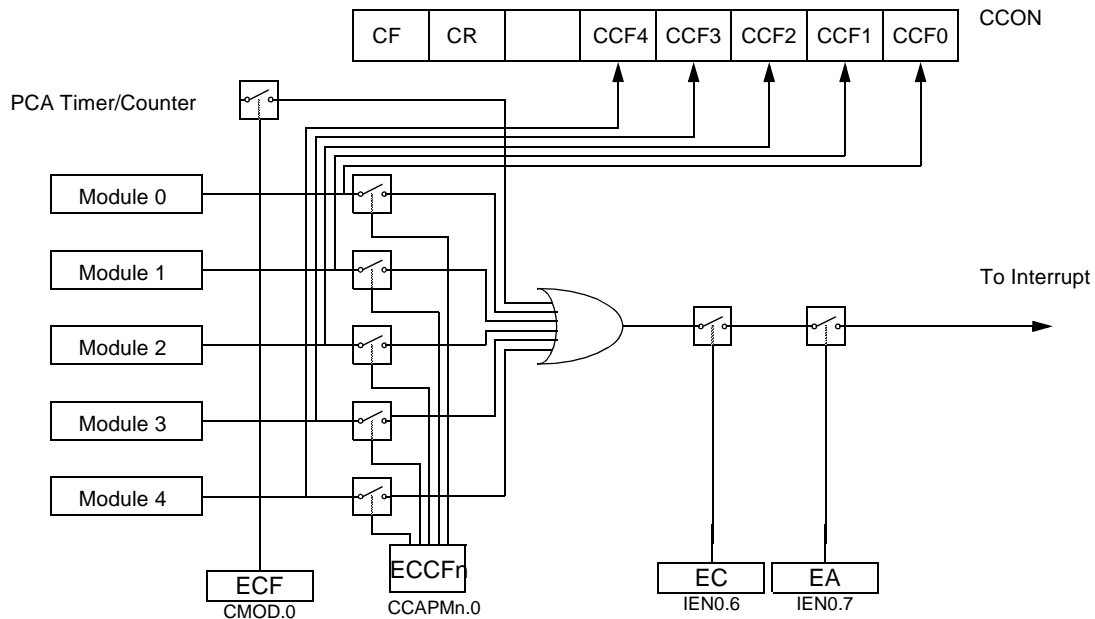 CF CR CCF4 CCF3 CCF2 CCF1 CCF0
CCON
PCA Timer/Counter
Module 0
Module 1
To Interrupt
Module 2
Module 3
Module 4
ECF
CMOD.0
ECCFn
CCAPMn.0
EC
IEN0.6
EA
IEN0.7